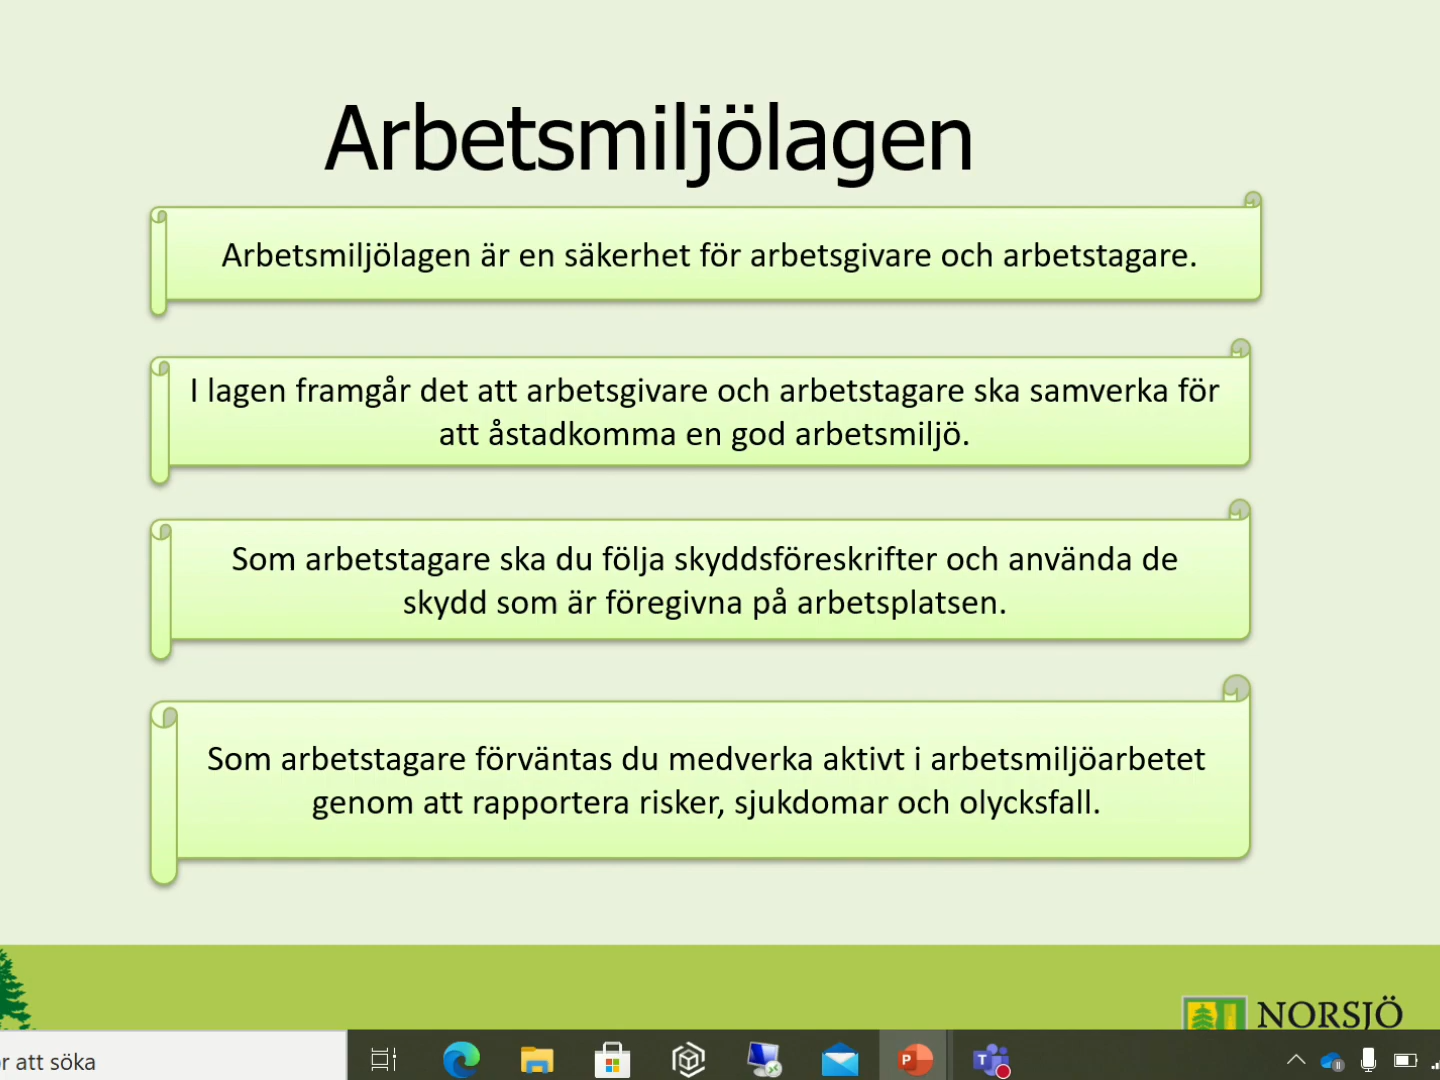 Arbetsmiljölagen
Arbetsmiljölagen är en säkerhet för arbetsgivare och arbetstagare.
I lagen framgår det att arbetsgivare och arbetstagare ska samverka för
att åstadkomma en god arbetsmiljö.
Som arbetstagare ska du följa skyddsföreskrifter och använda de
skydd som är föregivna på arbetsplatsen.
Som arbetstagare förväntas du medverka aktivt i arbetsmiljöarbetet
genom att rapportera risker, sjukdomar och olycksfall.
NORSJÖ
att söka